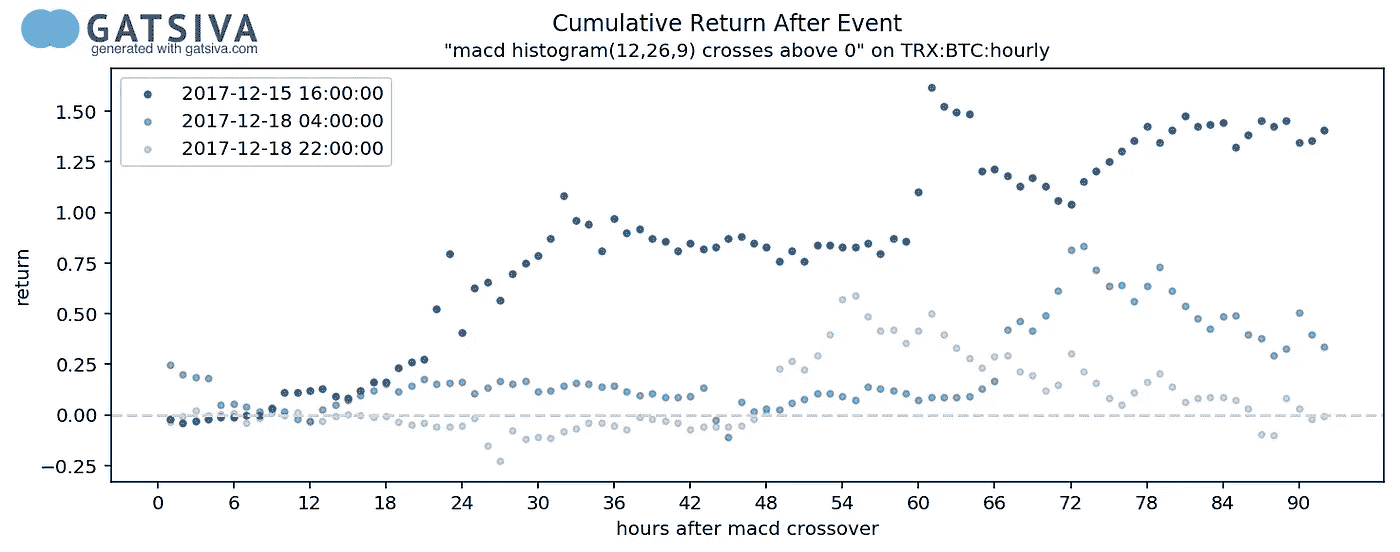 GATSIVA
generated with gatsiva.com
Cumulative Return After Event
"macd histogram(12,26,9) crosses above 0" on TRX:BTC:hourly
2017-12-15 16:00:00
2017-12-18 04:00:00
2017-12-18 22:00:00
return
1.50
1.25
1.00
0.75
0.50
0.25
0.00
−0.25
0 6 12 18 24 30 36 42 48 54 60 66 72 78 84 90
hours after macd crossover